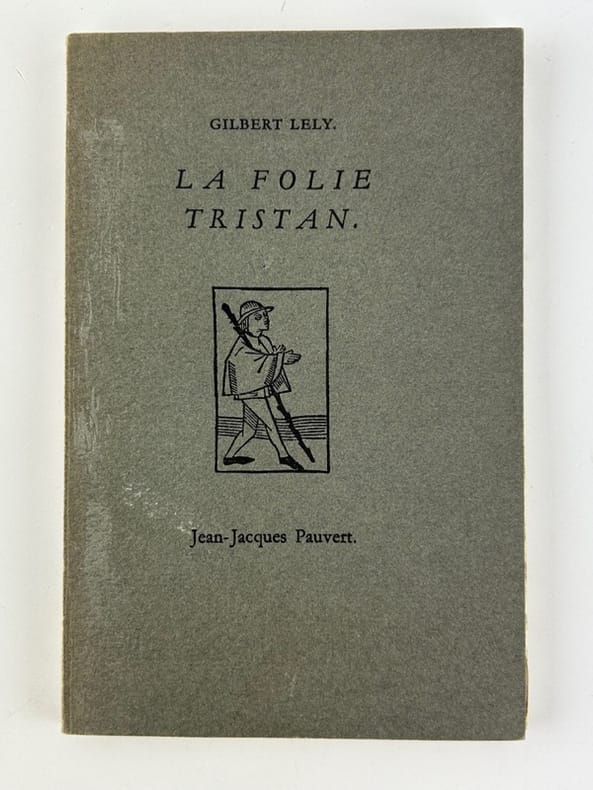 GILBERT LELY.
LA FOLIE
TRISTAN.
Jean-Jacques Pauvert.